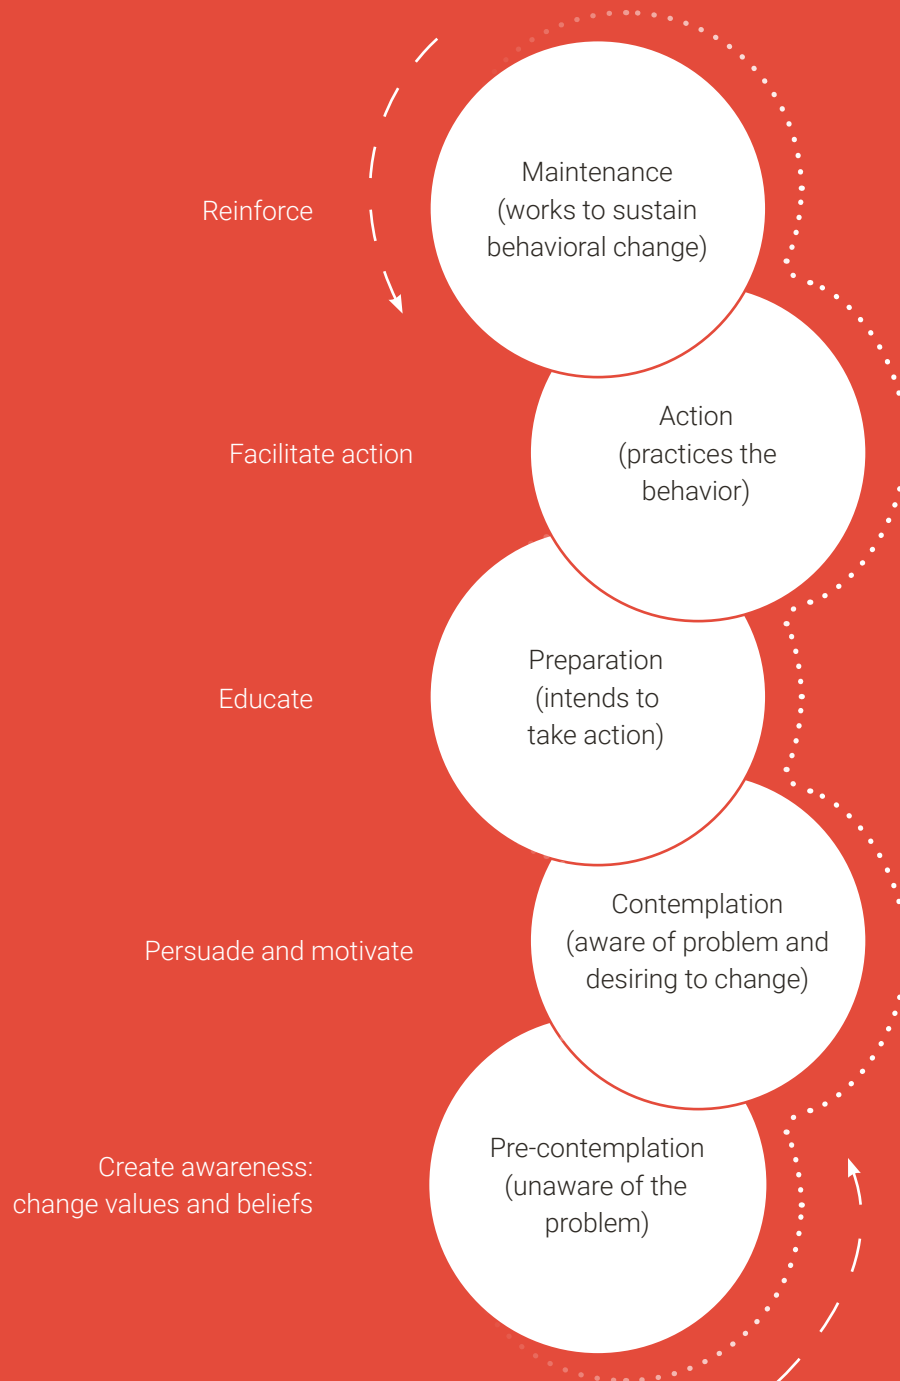 Reinforce
Maintenance
(works to sustain
behavioral change)
Facilitate action
Action
(practices the
behavior)
Educate
Preparation
(intends to
take action)
Persuade and motivate
Contemplation
(aware of problem and
desiring to change)
Create awareness:
change values and beliefs
Pre-contemplation
(unaware of the
problem)